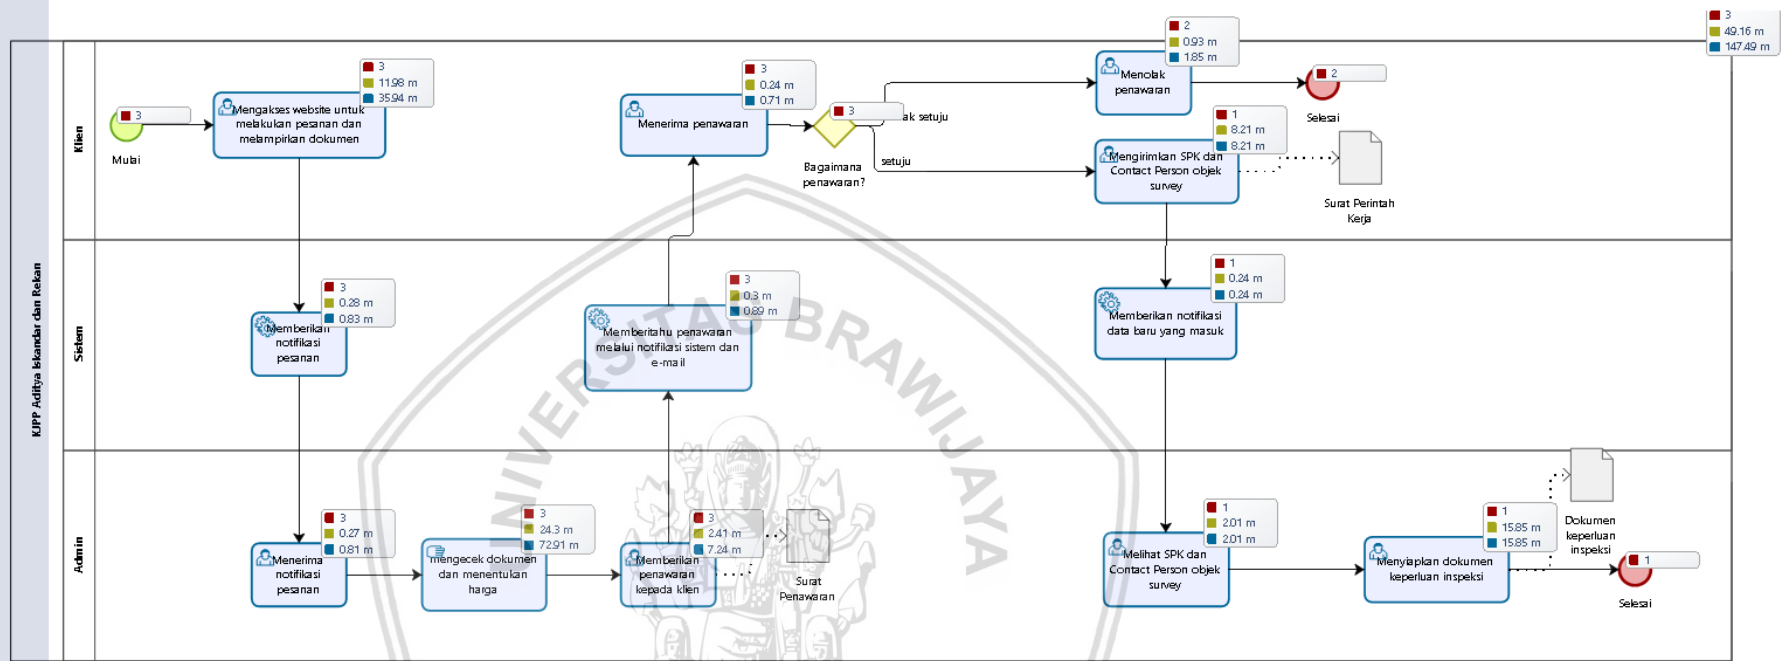 KJPP Aditya Iskandar dan Rekan
3
49.16 m
147.49 m
Klien
3
Mulai
3
11.98 m
35.94 m
Mengakses website untuk
melakukan pesanan dan
melampirkan dokumen
3
0.24 m
0.71 m
Menerima penawaran
3
Bagaimana
penawaran?
ak setuju
setuju
2
0.93 m
1.85 m
Menolak
penawaran
2
Selesai
1
8.21 m
8.21 m
Mengirimkan SPK dan
Contact Person objek
survey
Surat Perintah
Kerja
Sistem
3
0.28 m
0.83 m
Memberikan
notifikasi
pesanan
3
0.3 m
0.89 m
Memberitahu penawaran
melalui notifikasi sistem dan
e-mail
1
0.24 m
0.24 m
Memberikan notifikasi
data baru yang masuk
Admin
3
0.27 m
0.81 m
Menerima
notifikasi
pesanan
3
24.3 m
72.91 m
mengecek dokumen
dan menentukan
harga
3
2.41 m
7.24 m
Memberikan
penawaran
kepada klien
Surat
Penawaran
1
2.01 m
2.01 m
Melihat SPK dan
Contact Person objek
survey
1
15.85 m
15.85 m
Menyiapkan dokumen
keperluan inspeksi
Dokumen
keperluan
inspeksi
1
Selesai
UNIVERSITAS BRAWIJAYA